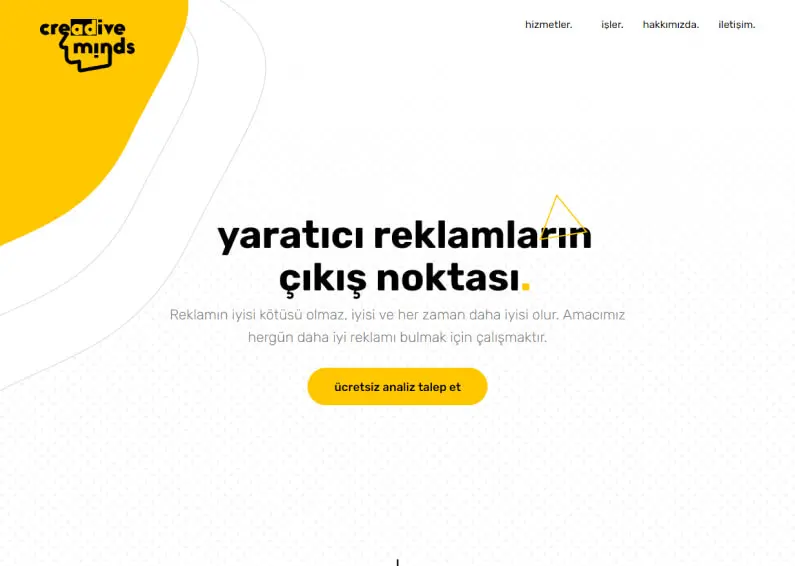 creadive
minds
hizmetler. işler. hakkımızda. iletişim.
yaratıcı reklamların
çıkış noktası.
Reklamın iyisi kötüsü olmaz, iyisi ve her zaman daha iyisi olur. Amacımız
hergün daha iyi reklamı bulmak için çalışmaktır.
ücretsiz analiz talep et